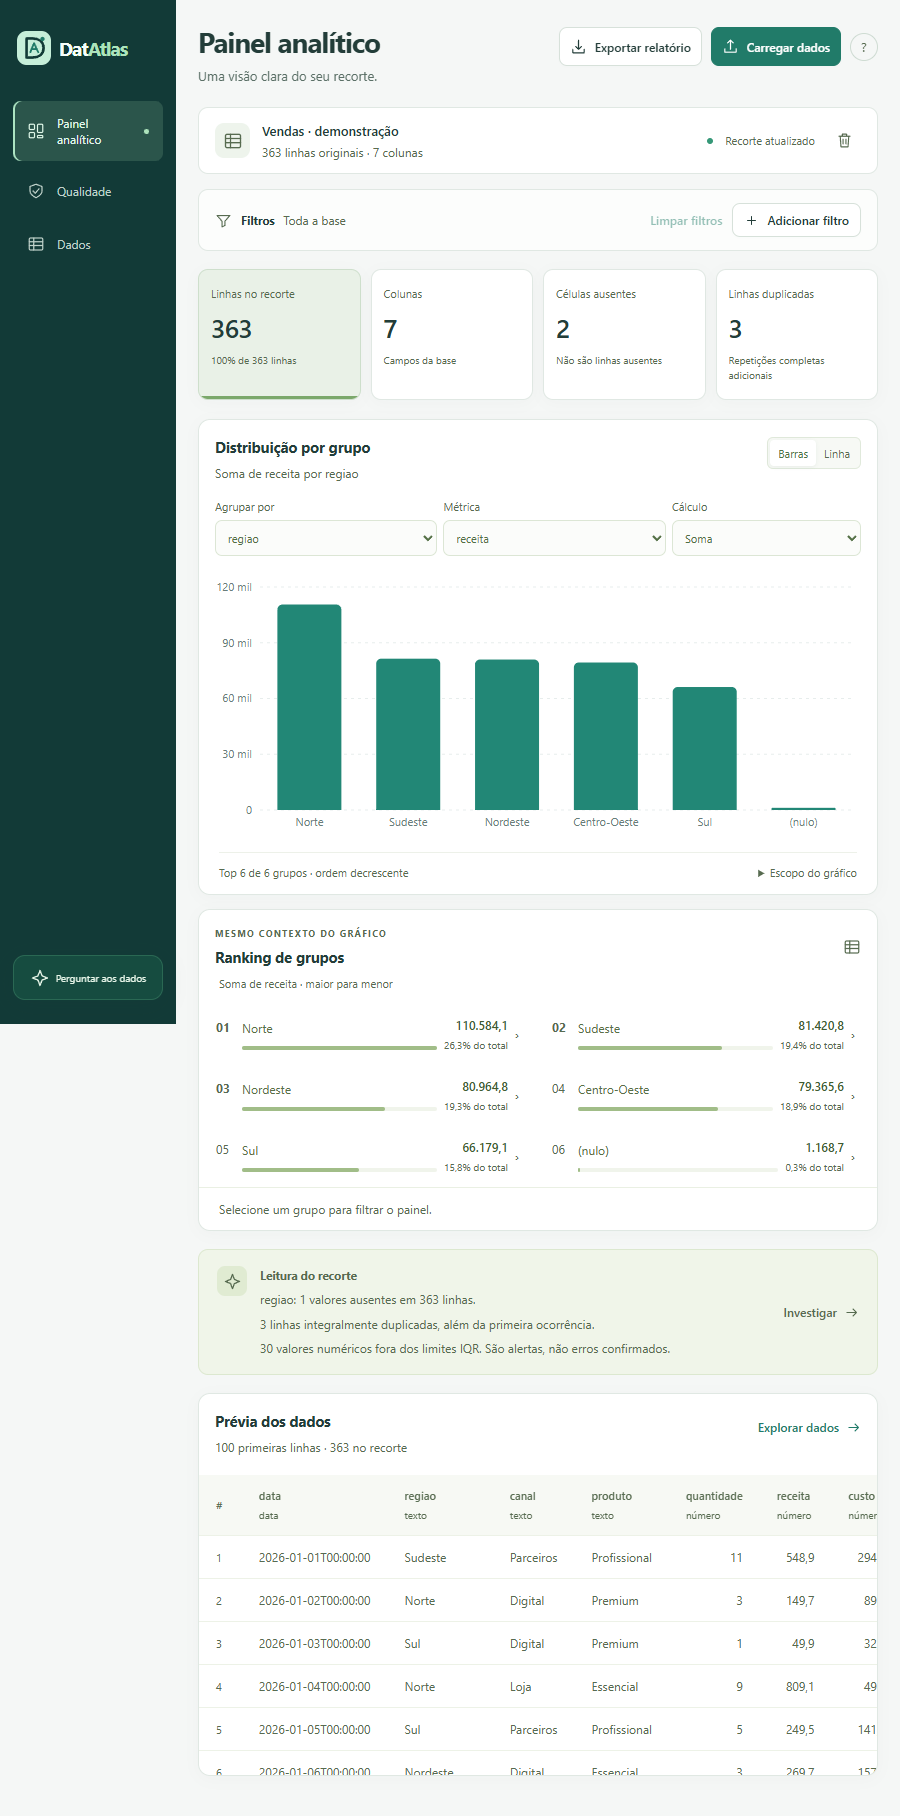 DatAtlas
Painel analítico
Qualidade
Dados
Perguntar aos dados
Painel analítico
Uma visão clara do seu recorte.
Exportar relatório
Carregar dados
?
Vendas · demonstração
363 linhas originais · 7 colunas
Recorte atualizado
Filtros Toda a base
Limpar filtros
Adicionar filtro
Linhas no recorte
363
100% de 363 linhas
Colunas
7
Campos da base
Células ausentes
2
Não são linhas ausentes
Linhas duplicadas
3
Repetições completas
adicionais
Distribuição por grupo
Soma de receita por regiao
Barras Linha
Agrupar por Métrica Cálculo
regiao receita Soma
120 mil
90 mil
60 mil
30 mil
0
Norte Sudeste Nordeste Centro-Oeste Sul (nulo)
Top 6 de 6 grupos · ordem decrescente
Escopo do gráfico
MESMO CONTEXTO DO GRÁFICO
Ranking de grupos
Soma de receita · maior para menor
01 Norte 110.584,1
26,3% do total
02 Sudeste 81.420,8
19,4% do total
03 Nordeste 80.964,8
19,3% do total
04 Centro-Oeste 79.365,6
18,9% do total
05 Sul 66.179,1
15,8% do total
06 (nulo) 1.168,7
0,3% do total
Selecione um grupo para filtrar o painel.
Leitura do recorte
regiao: 1 valores ausentes em 363 linhas.
3 linhas integralmente duplicadas, além da primeira ocorrência.
30 valores numéricos fora dos limites IQR. São alertas, não erros confirmados.
Investigar
Prévia dos dados
100 primeiras linhas · 363 no recorte
Explorar dados
# data regiao canal produto quantidade receita custo
data texto texto texto número número númer
1 2026-01-01T00:00:00 Sudeste Parceiros Profissional 11 548,9 294
2 2026-01-02T00:00:00 Norte Digital Premium 3 149,7 89
3 2026-01-03T00:00:00 Sul Digital Premium 1 49,9 32
4 2026-01-04T00:00:00 Norte Loja Essencial 9 809,1 49
5 2026-01-05T00:00:00 Sul Parceiros Profissional 5 249,5 141
6 2026-01-06T00:00:00 Nordeste Digital Essencial 3 269,7 157